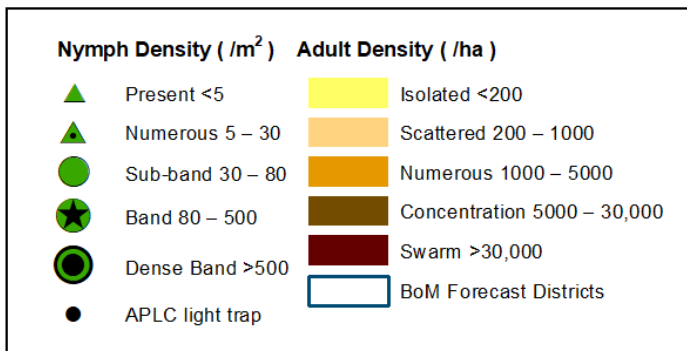 Nymph Density ( /m²)   Adult Density (/ha )
Present <5   Isolated <200
Numerous 5 – 30   Scattered 200 – 1000
Sub-band 30 – 80   Numerous 1000 – 5000
Band 80 – 500   Concentration 5000 – 30,000
Dense Band >500   Swarm >30,000
APLC light trap   BoM Forecast Districts